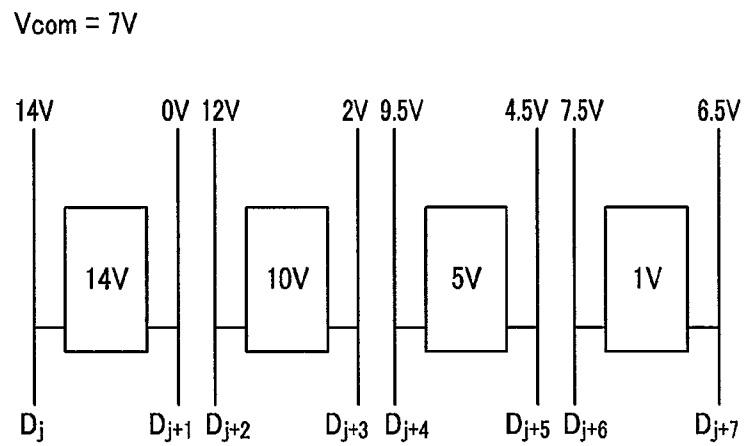 Vcom = 7V
14V 0V 12V 2V 9.5V 4.5V 7.5V 6.5V
14V 10V 5V 1V
Dj Dj+1 Dj+2 Dj+3 Dj+4 Dj+5 Dj+6 Dj+7